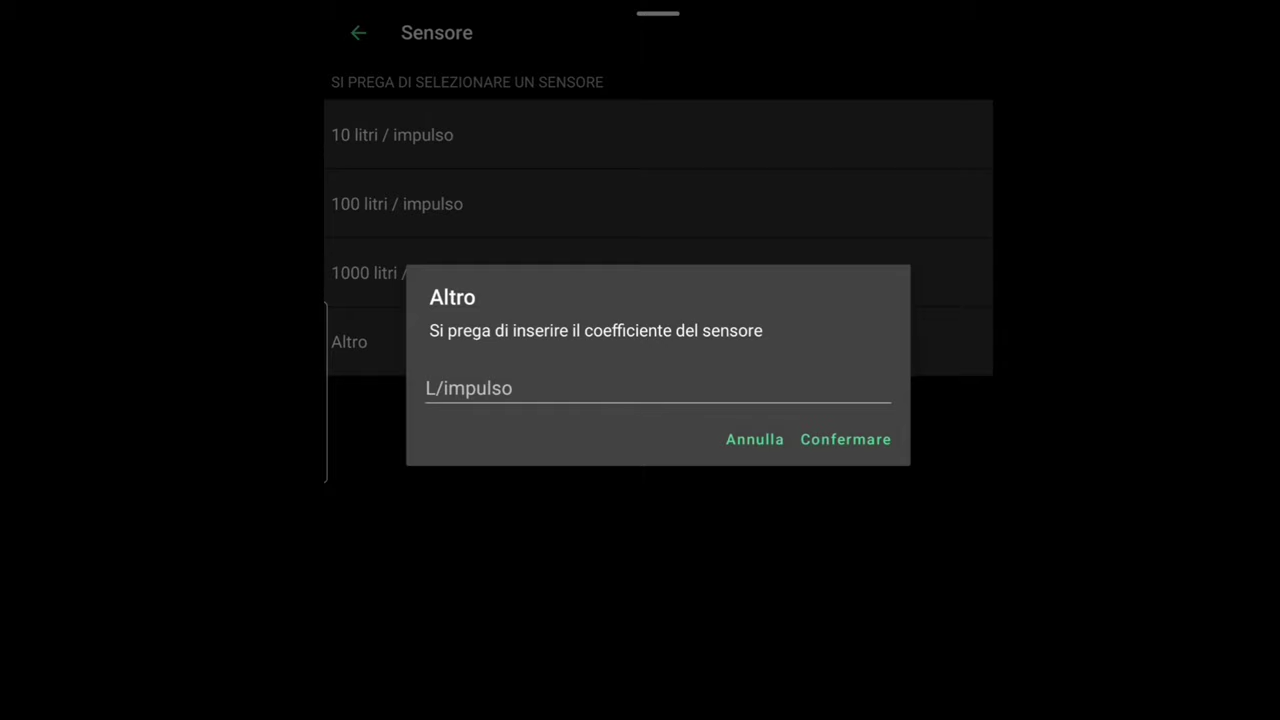 Sensore
SI PREGA DI SELEZIONARE UN SENSORE
10 litri / impulso
100 litri / impulso
1000 litri /
Altro
Altro
Si prega di inserire il coefficiente del sensore
L/impulso
Annulla Confermare